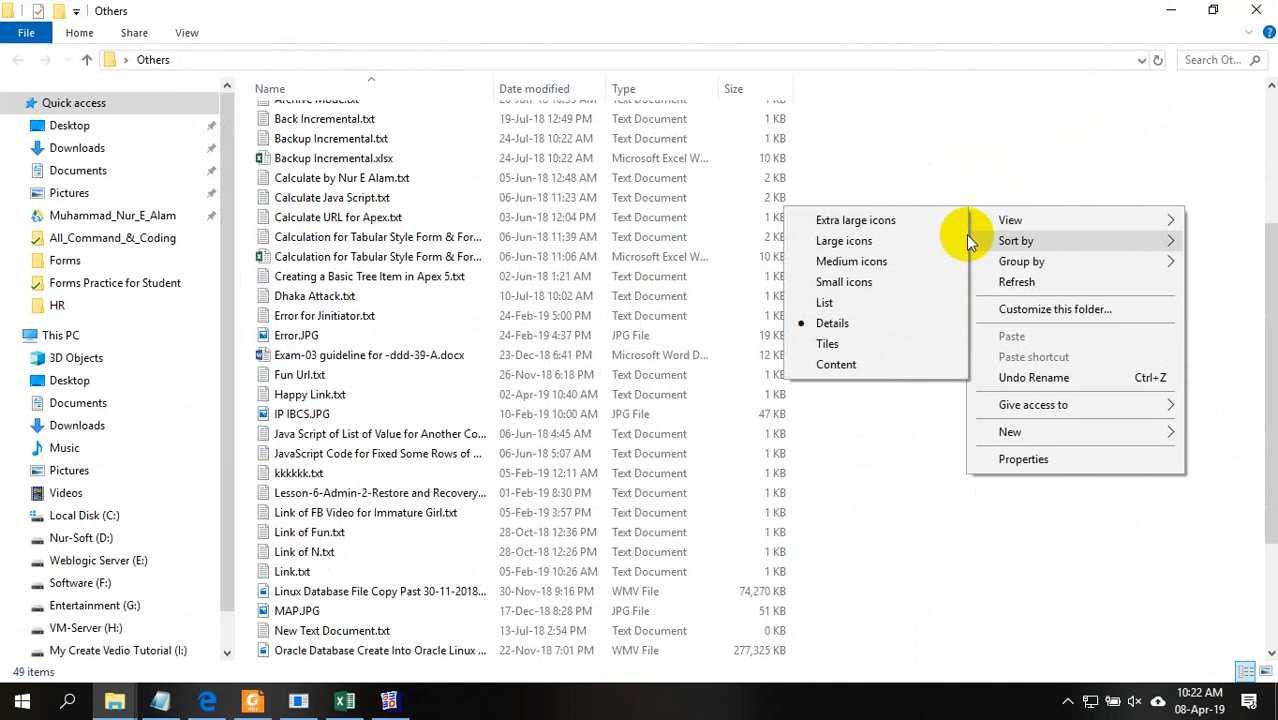 Others
File Home Share View
Others
Search Ot...
Name Date modified Type Size
Quick access
Desktop
Downloads
Documents
Pictures
Muhammad_Nur_E_Alam
All_Command_&_Coding
Forms
Forms Practice for Student
HR
This PC
3D Objects
Desktop
Documents
Downloads
Music
Pictures
Videos
Local Disk (C:)
Nur-Soft (D:)
Weblogic Server (E:)
Software (F:)
Entertainment (G:)
VM-Server (H:)
My Create Vedio Tutorial (I:)
Archive Mode.txt Text Document 1 KB
Back Incremental.txt 19-Jul-18 12:49 PM Text Document 1 KB
Backup Incremental.txt 24-Jul-18 10:22 AM Text Document 1 KB
Backup Incremental.xlsx 24-Jul-18 10:22 AM Microsoft Excel W... 10 KB
Calculate by Nur E Alam.txt 05-Jun-18 12:48 AM Text Document 2 KB
Calculate Java Script.txt 06-Jun-18 11:23 AM Text Document 2 KB
Calculate URL for Apex.txt 03-Jun-18 12:04 PM Text Document 2 KB
Calculation for Tabular Style Form & For... 06-Jun-18 11:22 AM Text Document 2 KB
Calculation for Tabular Style Form & For... 06-Jun-18 11:06 AM Microsoft Excel W... 10 KB
Creating a Basic Tree Item in Apex 5.txt 27-Jun-18 12:54 PM Text Document 1 KB
Dhaka Attack.txt 10-Jul-18 10:02 AM Text Document 1 KB
Error for Jinitiator.txt 24-Feb-19 5:00 PM Text Document 1 KB
Error.JPG 24-Feb-19 4:37 PM JPG File 19 KB
Exam-03 guideline for -ddd-39-A.docx 23-Dec-18 6:41 PM Microsoft Word D... 12 KB
Fun Url.txt 26-Nov-18 6:18 PM Text Document 1 KB
Happy Link.txt 02-Apr-19 10:40 AM Text Document 1 KB
IP IBCS.JPG 10-Feb-19 10:00 AM JPG File 47 KB
Java Script of List of Value for Another Co... 06-Jun-18 4:45 AM Text Document 1 KB
JavaScript Code for Fixed Some Rows of ... 06-Jun-18 5:07 AM Text Document 1 KB
kkkkkk.txt 05-Feb-19 12:11 AM Text Document 1 KB
Lesson-6-Admin-2-Restore and Recovery... 01-Feb-19 8:30 PM Text Document 1 KB
Link of FB Video for Immature Girl.txt 05-Feb-19 3:57 PM Text Document 1 KB
Link of Fun.txt 28-Oct-18 12:36 PM Text Document 1 KB
Link of N.txt 28-Oct-18 12:26 PM Text Document 1 KB
Link.txt 05-Feb-19 10:26 AM Text Document 1 KB
Linux Database File Copy Past 30-11-2018... 30-Nov-18 9:16 PM WMV File 74,270 KB
MAP.JPG 17-Dec-18 8:28 PM JPG File 51 KB
New Text Document.txt 13-Jul-18 2:54 PM Text Document 0 KB
Oracle Database Create Into Oracle Linux ... 22-Nov-18 7:01 PM WMV File 277,325 KB
Extra large icons
Large icons
Medium icons
Small icons
List
Details
Tiles
Content
View
Sort by
Group by
Refresh
Customize this folder...
Paste
Paste shortcut
Undo Rename Ctrl+Z
Give access to
New
Properties
49 items
10:22 AM
08-Apr-19